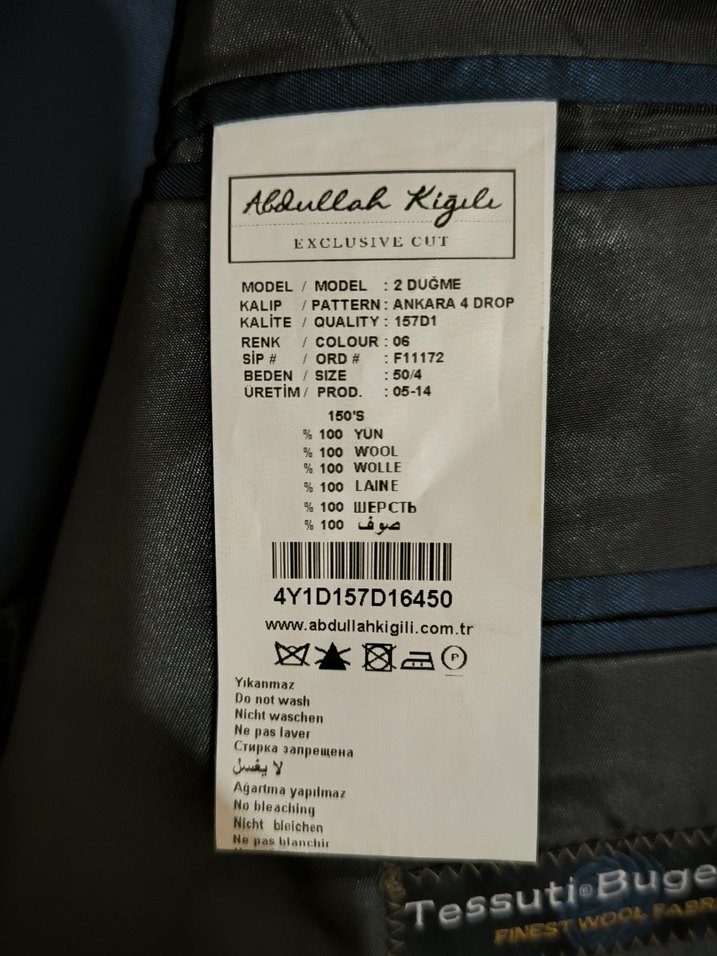 Abdullah Kiğılı
EXCLUSIVE CUT
MODEL / MODEL : 2 DUĞME
KALIP / PATTERN : ANKARA 4 DROP
KALİTE / QUALITY : 157D1
RENK / COLOUR : 06
SİP # / ORD # : F11172
BEDEN / SIZE : 50/4
ÜRETİM / PROD. : 05-14
150'S
% 100 YÜN
% 100 WOOL
% 100 WOLLE
% 100 LAINE
% 100 ШЕРСТЬ
% 100 صوف
4Y1D157D16450
www.abdullahkigili.com.tr
P
Yıkanmaz
Do not wash
Nicht waschen
Ne pas laver
Стирка запрещена
لا يغسل
Ağartma yapılmaz
No bleaching
Nicht bleichen
Ne pas blanchir
Tessuti® Buge
FINEST WOOL FABR